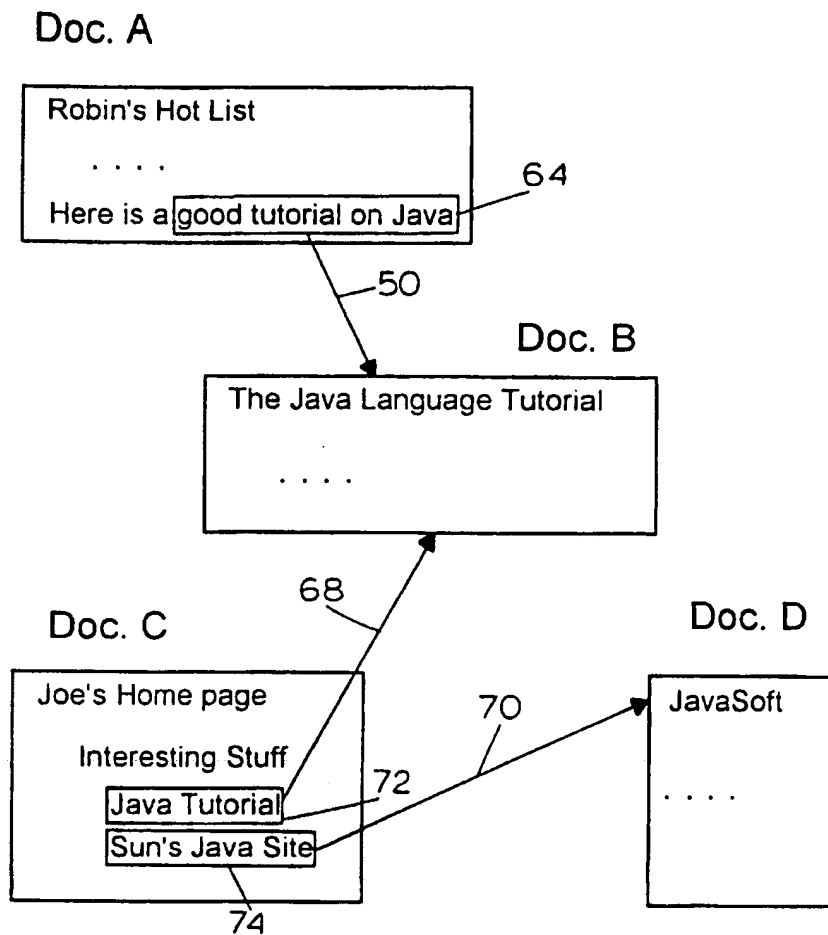 Doc. A
Robin's Hot List
. . . .
Here is a good tutorial on Java
64
50
Doc. B
The Java Language Tutorial
. . . .
68
Doc. C
Doc. D
Joe's Home page
JavaSoft
70
Interesting Stuff
72
Java Tutorial
. . . .
Sun's Java Site
74